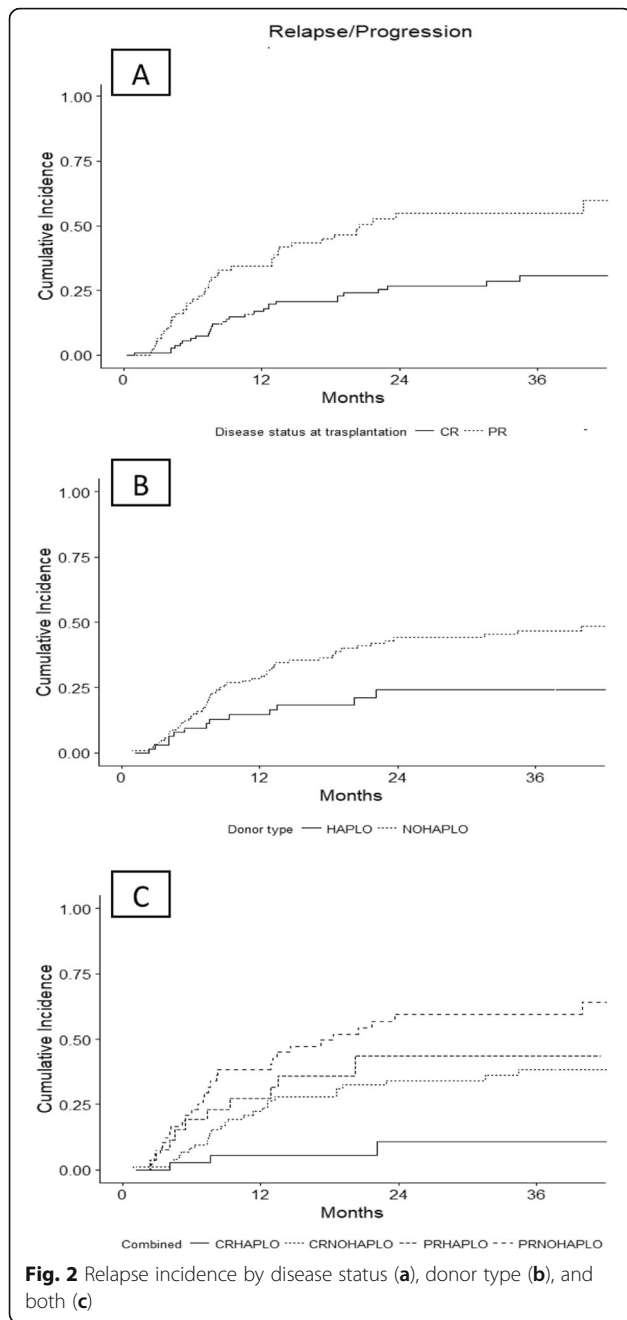 Relapse/Progression
A
1.00
0.75
0.50
0.25
0.00
Cumulative Incidence
0 12 24 36
Months
Disease status at trasplantation CR PR
B
1.00
0.75
0.50
0.25
0.00
Cumulative Incidence
0 12 24 36
Months
Donor type HAPLO NOHAPLO
C
1.00
0.75
0.50
0.25
0.00
Cumulative Incidence
0 12 24 36
Months
Combined CRHAPLO CRNOHAPLO PRHAPLO PRNOHAPLO
Fig. 2 Relapse incidence by disease status (a), donor type (b), and
both (c)